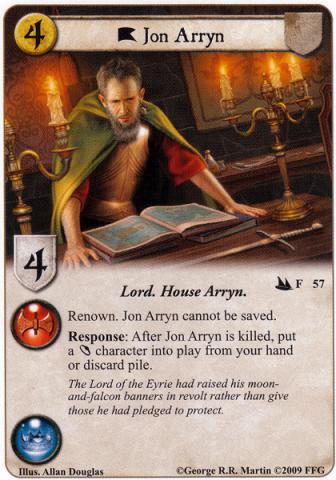 4 Jon Arryn
4
Lord. House Arryn.
F 57
Renown. Jon Arryn cannot be saved.
Response: After Jon Arryn is killed, put
a character into play from your hand
or discard pile.
The Lord of the Eyrie had raised his moon-
and-falcon banners in revolt rather than give
those he had pledged to protect.
Illus. Allan Douglas
©George R.R. Martin ©2009 FFG